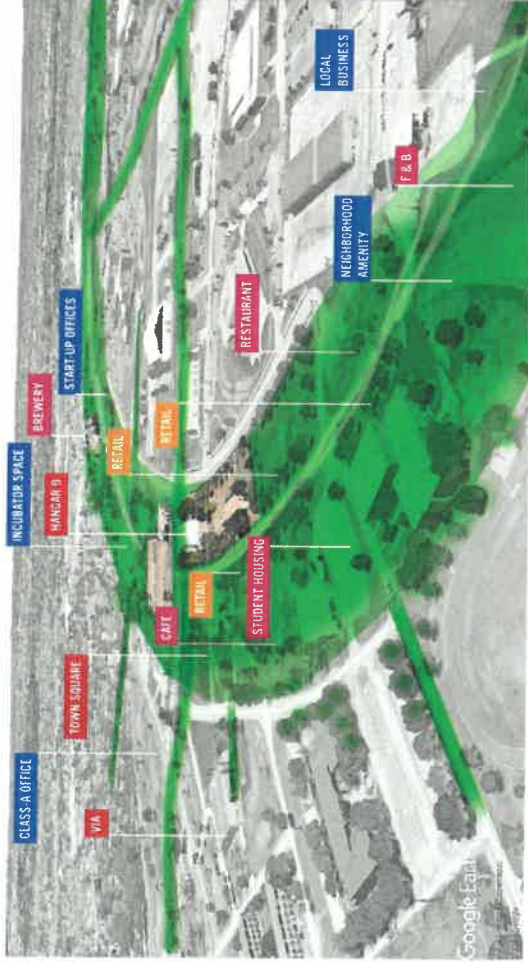 INCUBATOR SPACE
CLASS-A OFFICE
BREWERY
HANGAR 9
START-UP OFFICES
TOWN SQUARE
VIA
RETAIL
CAFE
RETAIL
RETAIL
RESTAURANT
STUDENT HOUSING
LOCAL
BUSINESS
NEIGHBORHOOD
AMENITY
F & B
Google Earth